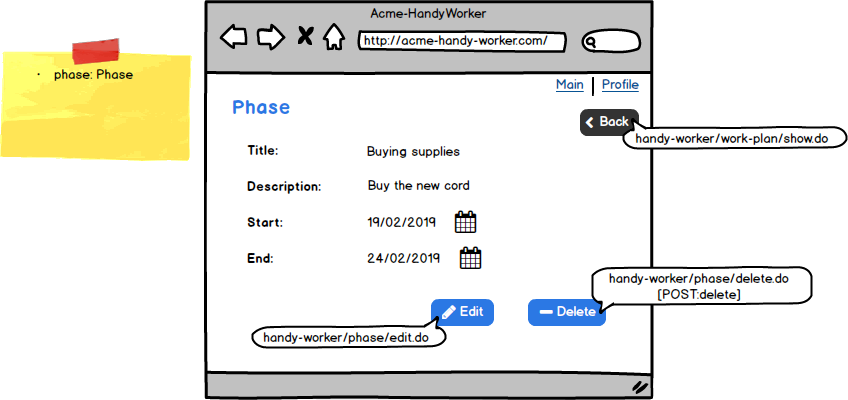 Acme-HandyWorker
http://acme-handy-worker.com/
• phase: Phase
Main | Profile
Phase
Back
handy-worker/work-plan/show.do
Title: Buying supplies
Description: Buy the new cord
Start: 19/02/2019
End: 24/02/2019
handy-worker/phase/delete.do
[POST:delete]
Edit
Delete
handy-worker/phase/edit.do